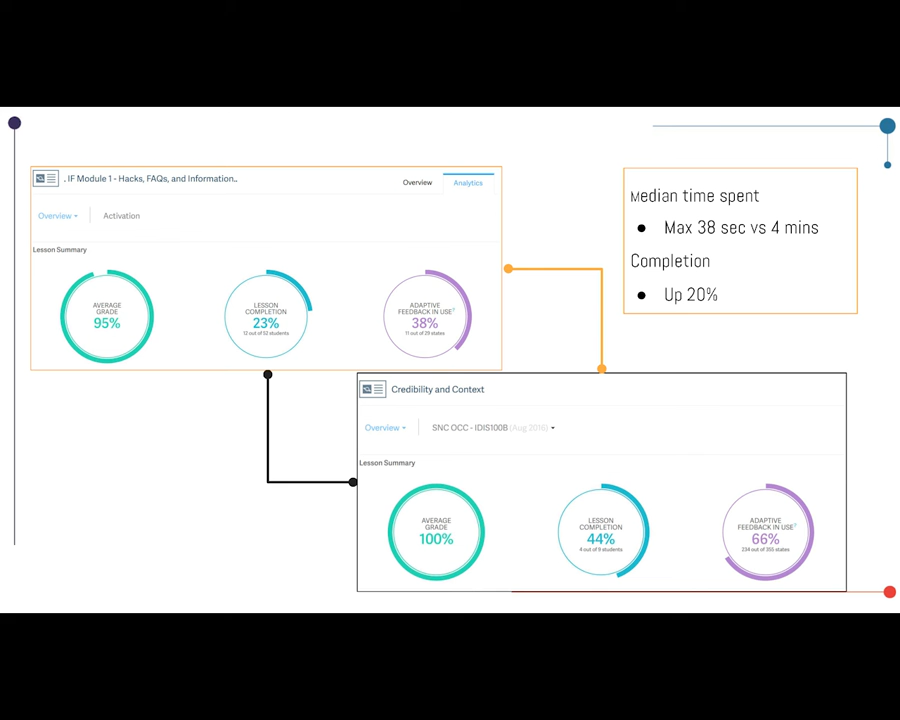 . IF Module 1 - Hacks, FAQs, and Information..
Overview
Analytics
Overview
Activation
Lesson Summary
AVERAGE
GRADE
95%
LESSON
COMPLETION
23%
12 out of 52 students
ADAPTIVE
FEEDBACK IN USE?
38%
11 out of 29 states
Median time spent
● Max 38 sec vs 4 mins
Completion
● Up 20%
Credibility and Context
Overview
SNC OCC - IDIS100B (Aug 2016)
Lesson Summary
AVERAGE
GRADE
100%
LESSON
COMPLETION
44%
4 out of 9 students
ADAPTIVE
FEEDBACK IN USE?
66%
234 out of 355 states